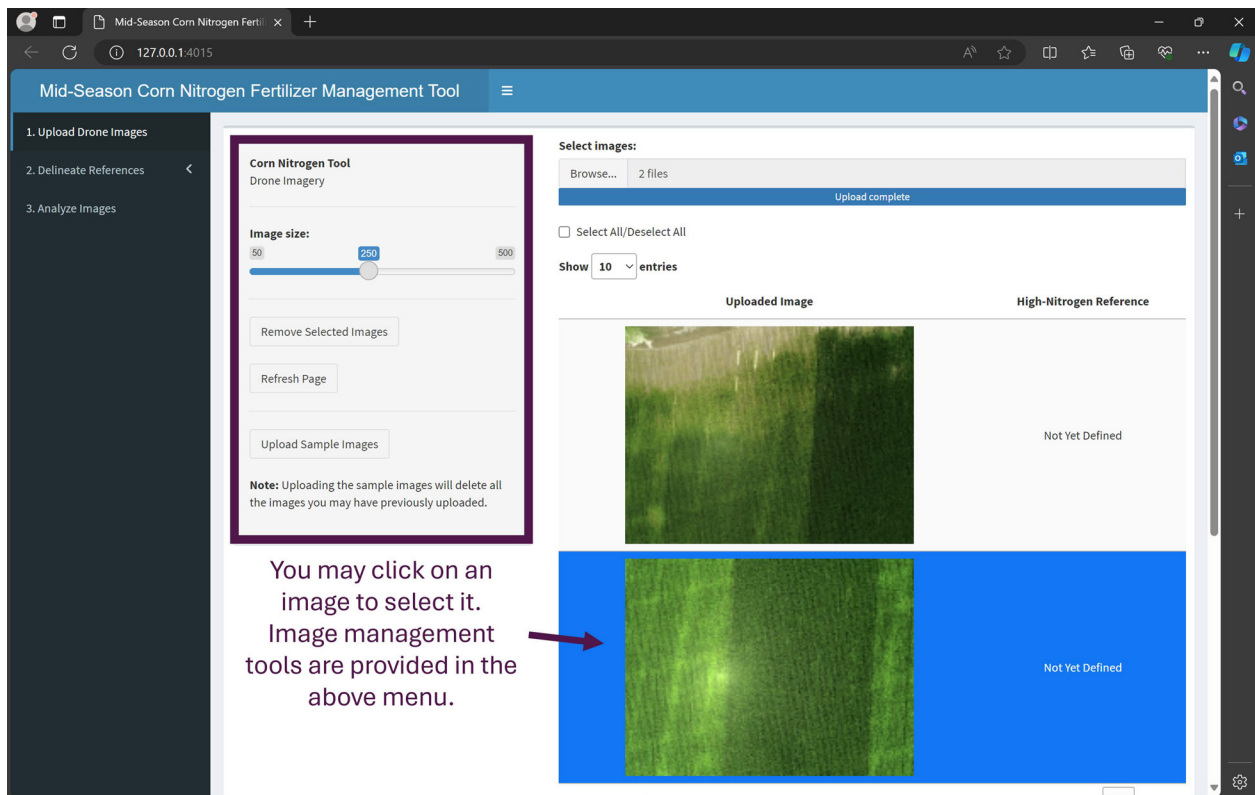 Mid-Season Corn Nitrogen Fertili
127.0.0.1:4015
Mid-Season Corn Nitrogen Fertilizer Management Tool
1. Upload Drone Images
2. Delineate References
3. Analyze Images
Corn Nitrogen Tool
Drone Imagery
Image size:
50
250
500
Remove Selected Images
Refresh Page
Upload Sample Images
Note: Uploading the sample images will delete all
the images you may have previously uploaded.
You may click on an
image to select it.
Image management
tools are provided in the
above menu.
Select images:
Browse... 2 files
Upload complete
Select All/Deselect All
Show 10 entries
Uploaded Image High-Nitrogen Reference
Not Yet Defined
Not Yet Defined